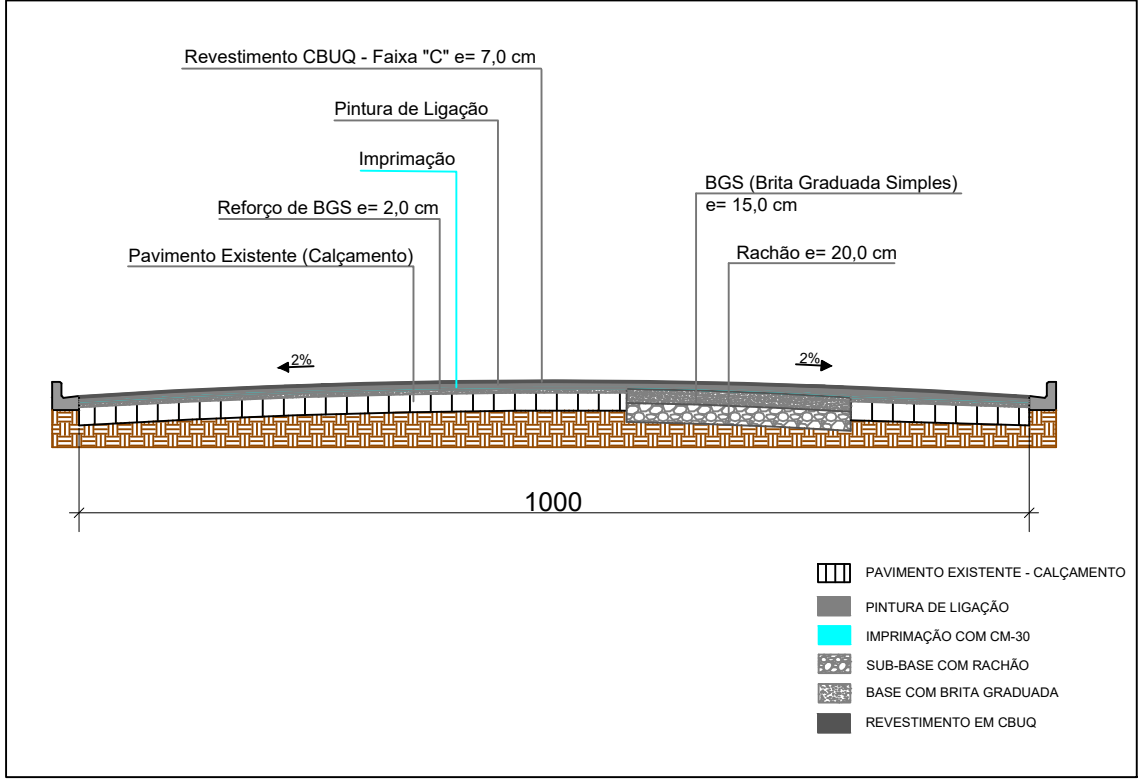 Revestimento CBUQ - Faixa "C" e= 7,0 cm
Pintura de Ligação
Imprimação
BGS (Brita Graduada Simples)
e= 15,0 cm
Reforço de BGS e= 2,0 cm
Pavimento Existente (Calçamento)
Rachão e= 20,0 cm
2%
2%
1000
PAVIMENTO EXISTENTE - CALÇAMENTO
PINTURA DE LIGAÇÃO
IMPRIMAÇÃO COM CM-30
SUB-BASE COM RACHÃO
BASE COM BRITA GRADUADA
REVESTIMENTO EM CBUQ